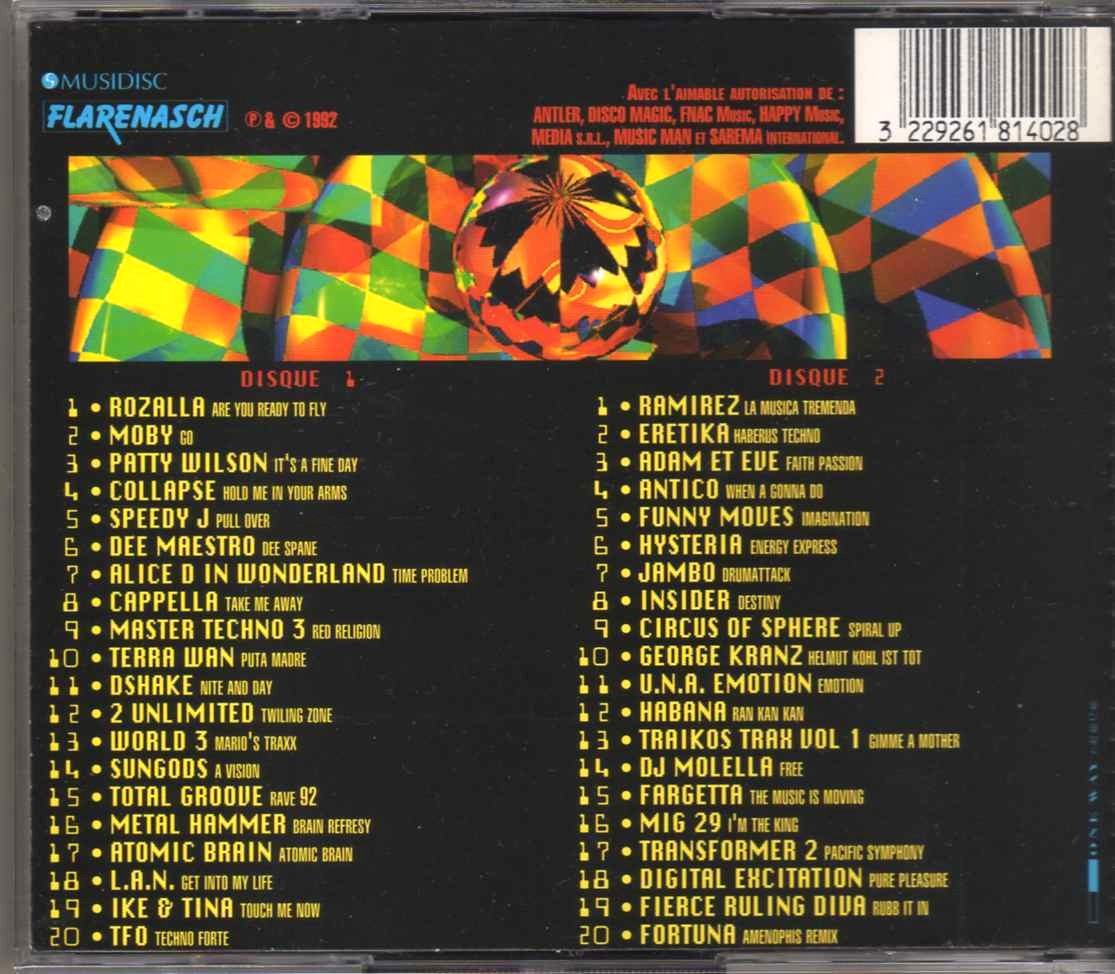 MUSIDISC
FLARENASCH ℗ & © 1992
AVEC L'AIMABLE AUTORISATION DE :
ANTLER, DISCO MAGIC, FNAC MUSIC, HAPPY MUSIC,
MEDIA S.R.L., MUSIC MAN ET SAREMA INTERNATIONAL.
3 229261 814028
DISQUE 1
1 • ROZALLA ARE YOU READY TO FLY
2 • MOBY GO
3 • PATTY WILSON IT'S A FINE DAY
4 • COLLAPSE HOLD ME IN YOUR ARMS
5 • SPEEDY J PULL OVER
6 • DEE MAESTRO DEE SPANE
7 • ALICE D IN WONDERLAND TIME PROBLEM
8 • CAPPELLA TAKE ME AWAY
9 • MASTER TECHNO 3 RED RELIGION
10 • TERRA WAN PUTA MADRE
11 • DSHAKE NITE AND DAY
12 • 2 UNLIMITED TWILING ZONE
13 • WORLD 3 MARIO'S TRAXX
14 • SUNGODS A VISION
15 • TOTAL GROOVE RAVE 92
16 • METAL HAMMER BRAIN REFRESY
17 • ATOMIC BRAIN ATOMIC BRAIN
18 • L.A.N. GET INTO MY LIFE
19 • IKE & TINA TOUCH ME NOW
20 • TFO TECHNO FORTE
DISQUE 2
1 • RAMIREZ LA MUSICA TREMENDA
2 • ERETIKA HABERUS TECHNO
3 • ADAM ET EVE FAITH PASSION
4 • ANTICO WHEN A GONNA DO
5 • FUNNY MOVES IMAGINATION
6 • HYSTERIA ENERGY EXPRESS
7 • JAMBO DRUMATTACK
8 • INSIDER DESTINY
9 • CIRCUS OF SPHERE SPIRAL UP
10 • GEORGE KRANZ HELMUT KOHL IST TOT
11 • U.N.A. EMOTION EMOTION
12 • HABANA RAN KAN KAN
13 • TRAIKOS TRAX VOL 1 GIMME A MOTHER
14 • DJ MOLELLA FREE
15 • FARGETTA THE MUSIC IS MOVING
16 • MIG 29 I'M THE KING
17 • TRANSFORMER 2 PACIFIC SYMPHONY
18 • DIGITAL EXCITATION PURE PLEASURE
19 • FIERCE RULING DIVA RUBB IT IN
20 • FORTUNA AMENOPHIS REMIX
ONE WAY